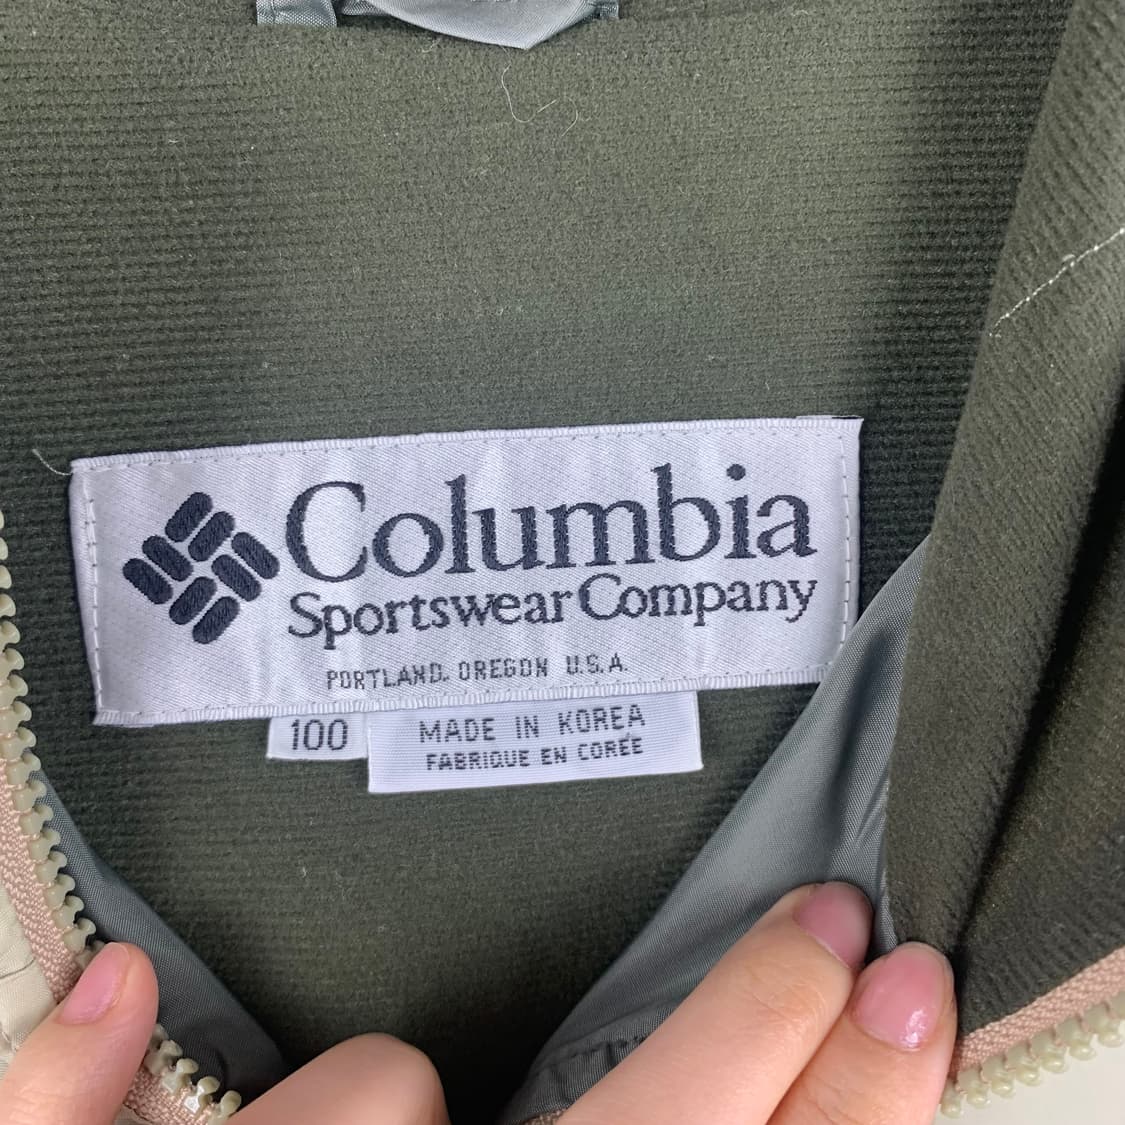 Columbia
Sportswear Company
PORTLAND, OREGON U.S.A.
100
MADE IN KOREA
FABRIQUE EN CORÉE